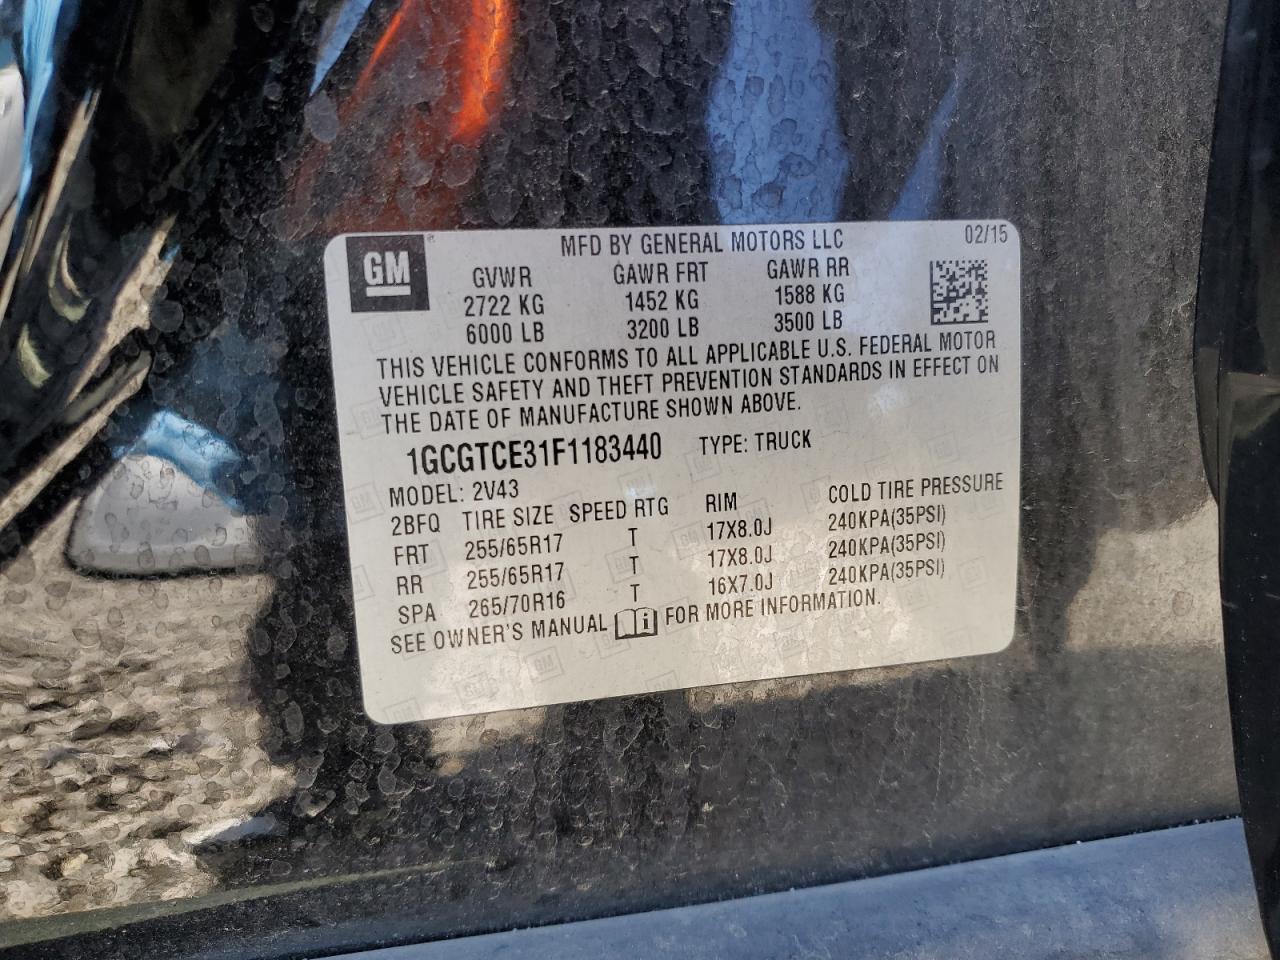 GM
MFD BY GENERAL MOTORS LLC 02/15
GVWR GAWR FRT GAWR RR
2722 KG 1452 KG 1588 KG
6000 LB 3200 LB 3500 LB
THIS VEHICLE CONFORMS TO ALL APPLICABLE U.S. FEDERAL MOTOR
VEHICLE SAFETY AND THEFT PREVENTION STANDARDS IN EFFECT ON
THE DATE OF MANUFACTURE SHOWN ABOVE.
1GCGTCE31F1183440 TYPE: TRUCK
MODEL: 2V43
2BFQ TIRE SIZE SPEED RTG RIM COLD TIRE PRESSURE
FRT 255/65R17 T 17X8.0J 240KPA(35PSI)
RR 255/65R17 T 17X8.0J 240KPA(35PSI)
SPA 265/70R16 T 16X7.0J 240KPA(35PSI)
SEE OWNER'S MANUAL i FOR MORE INFORMATION.